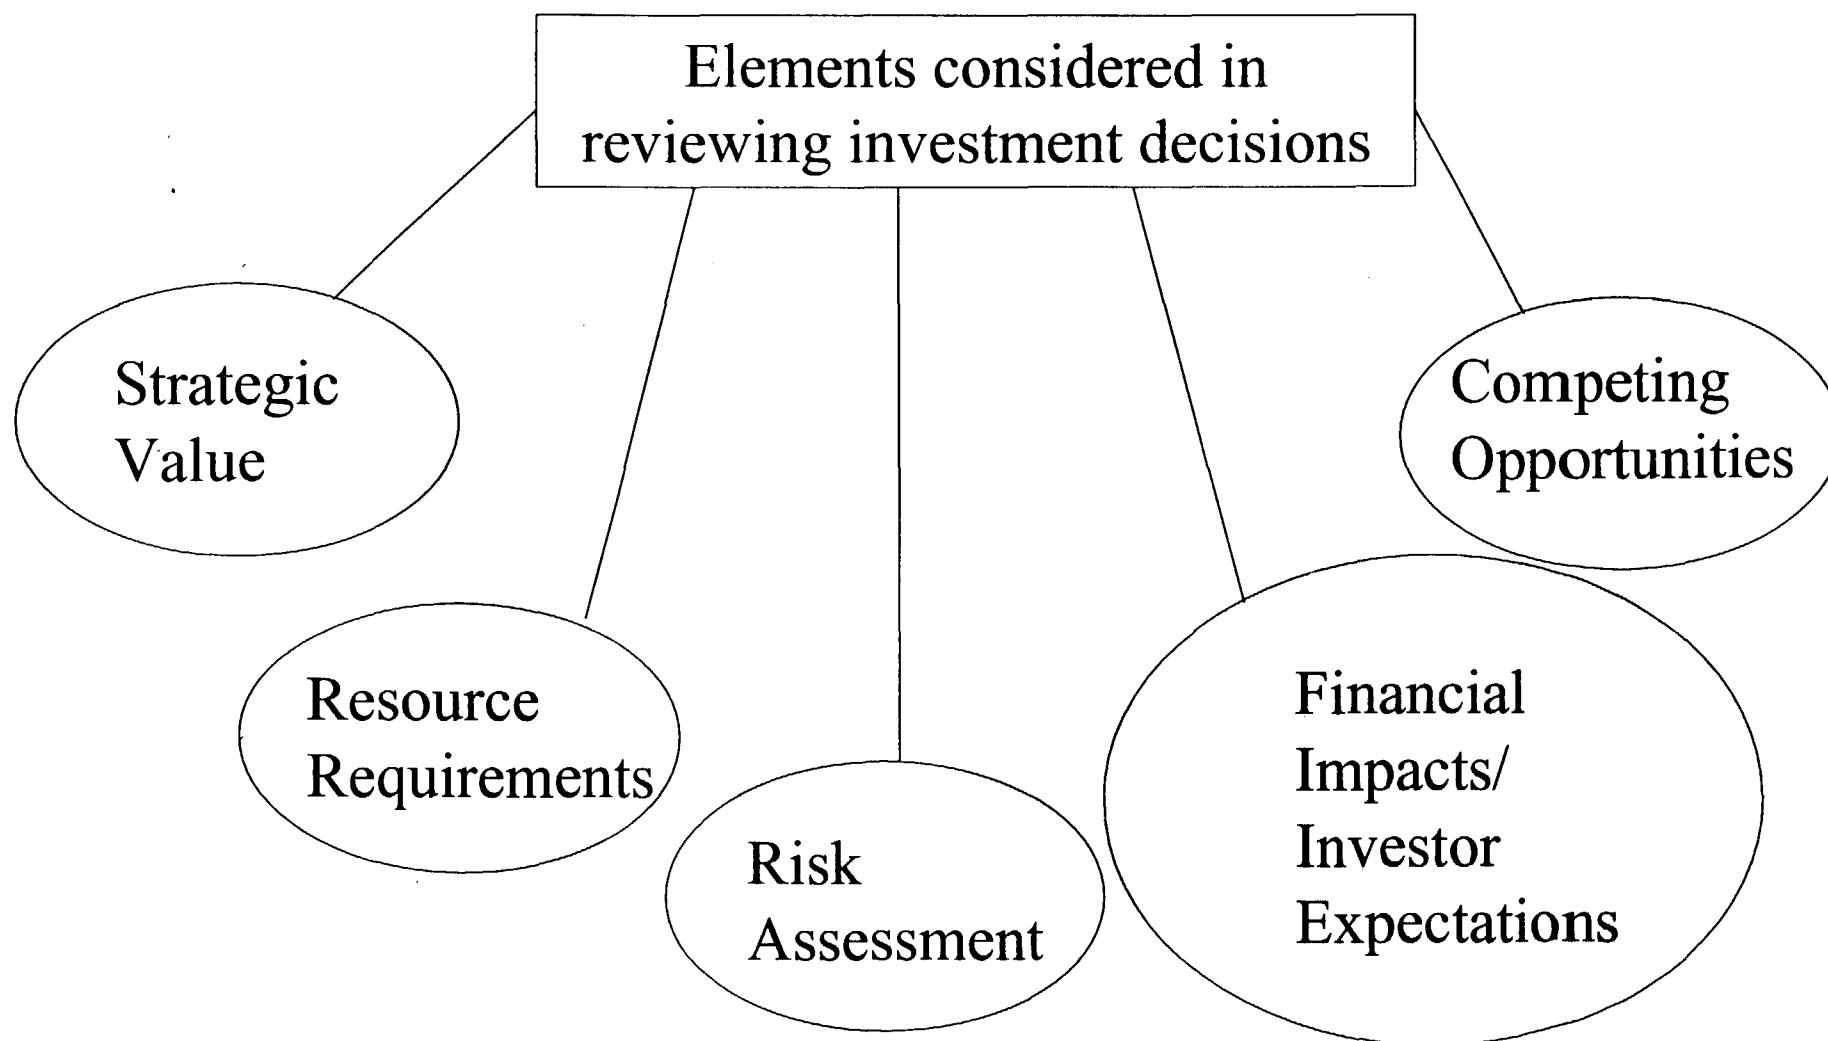 Elements considered in
reviewing investment decisions
Strategic
Value
Competing
Opportunities
Resource
Requirements
Risk
Assessment
Financial
Impacts/
Investor
Expectations